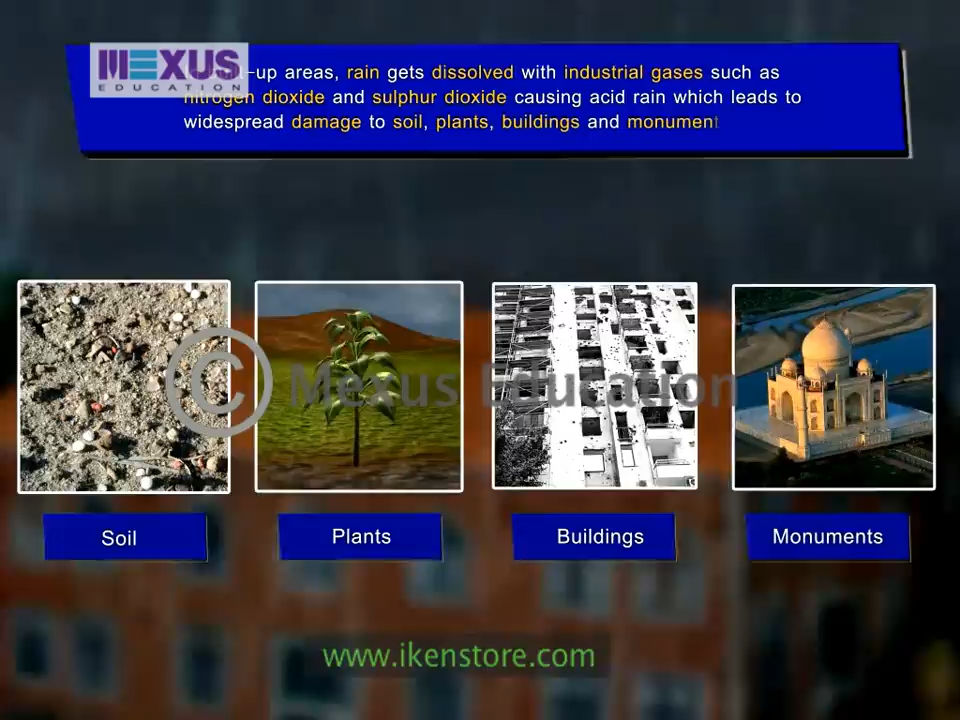 MEXUS
EDUCATION
-up areas, rain gets dissolved with industrial gases such as
nitrogen dioxide and sulphur dioxide causing acid rain which leads to
widespread damage to soil, plants, buildings and monument
© Mexus Education
Soil
Plants
Buildings
Monuments
www.ikenstore.com